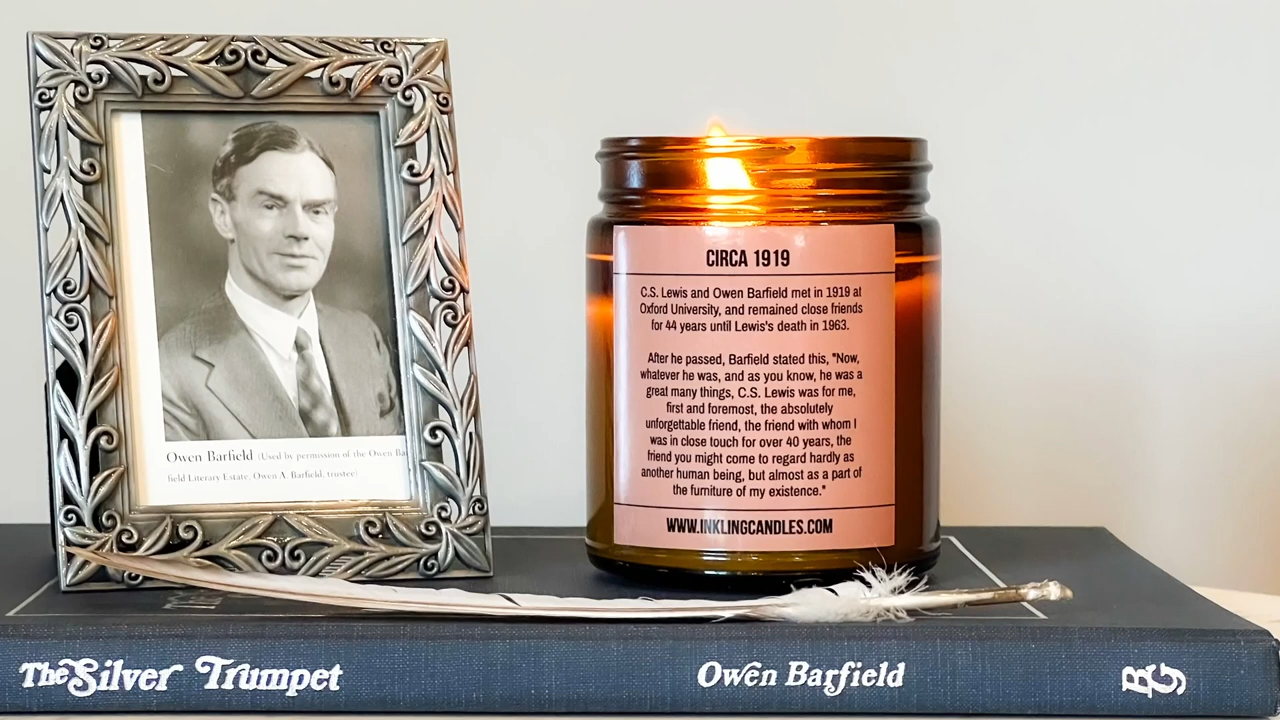 Owen Barfield (Used by permission of the Owen Ba
field Literary Estate, Owen A. Barfield, trustee)
CIRCA 1919
C.S. Lewis and Owen Barfield met in 1919 at
Oxford University, and remained close friends
for 44 years until Lewis's death in 1963.
After he passed, Barfield stated this, "Now,
whatever he was, and as you know, he was a
great many things, C.S. Lewis was for me,
first and foremost, the absolutely
unforgettable friend, the friend with whom I
was in close touch for over 40 years, the
friend you might come to regard hardly as
another human being, but almost as a part of
the furniture of my existence."
WWW.INKLINGCANDLES.COM
The Silver Trumpet
Owen Barfield